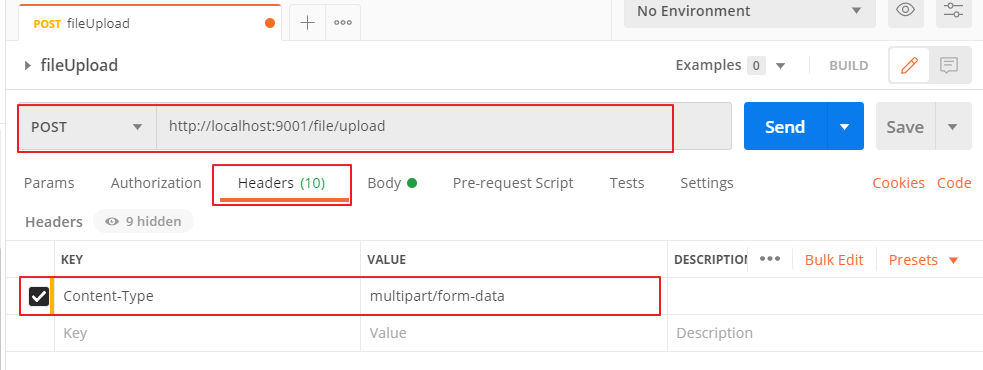 POST fileUpload
No Environment
fileUpload
Examples 0 BUILD
POST http://localhost:9001/file/upload Send Save
Params Authorization Headers (10) Body Pre-request Script Tests Settings Cookies Code
Headers 9 hidden
KEY VALUE DESCRIPTION Bulk Edit Presets
Content-Type multipart/form-data
Key Value Description